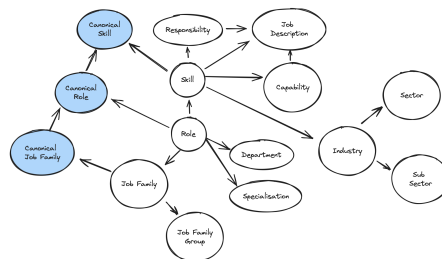 Canonical
Skill
Responsibility
Job
Description
Canonical
Role
Skill
Capability
Sector
Role
Canonical
Job Family
Department
Industry
Job Family
Sub
Sector
Specialisation
Job Family
Group